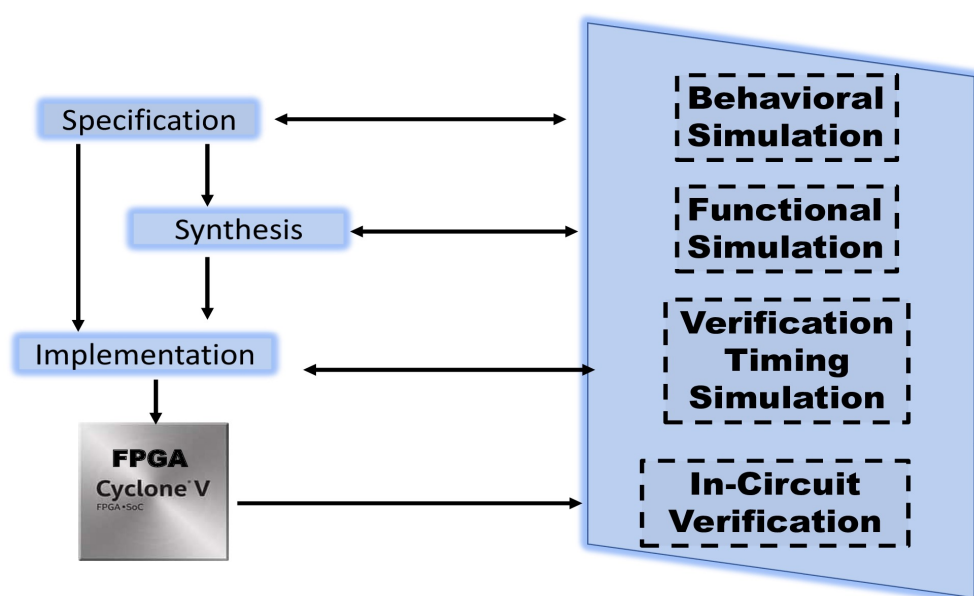 Specification
Synthesis
Implementation
FPGA
Cyclone V
FPGA•SoC
Behavioral
Simulation
Functional
Simulation
Verification
Timing
Simulation
In-Circuit
Verification